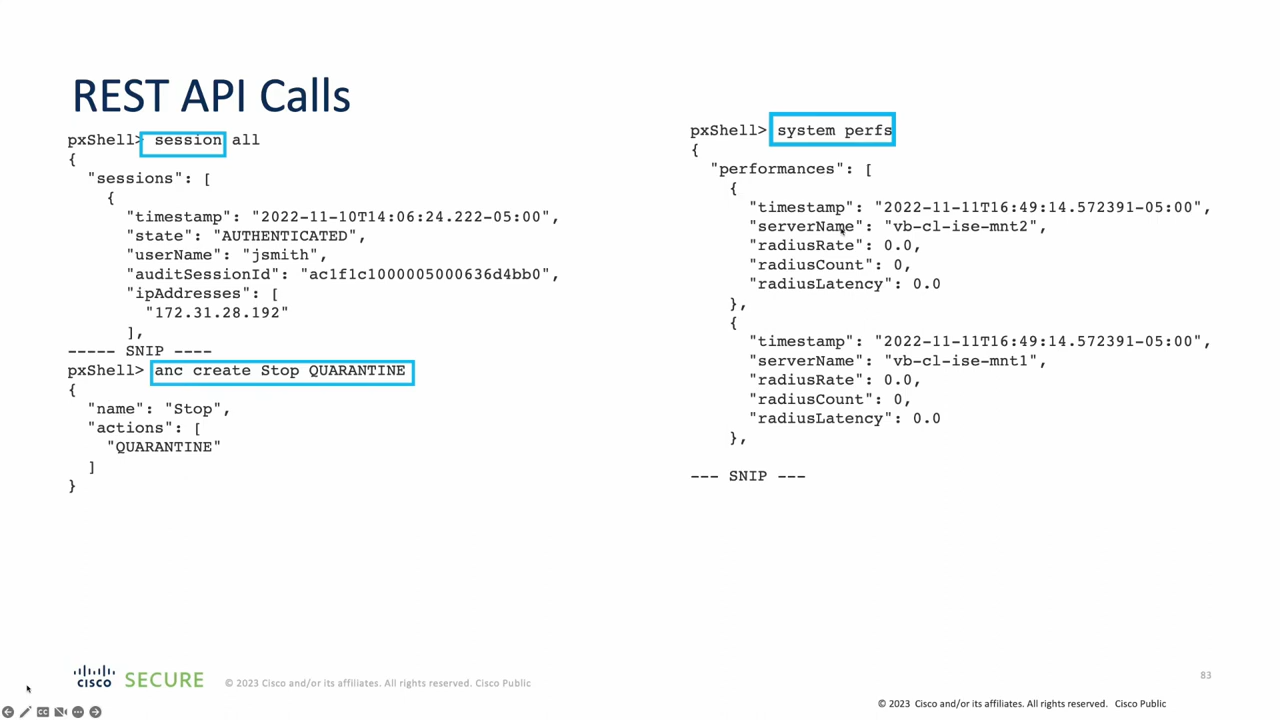 REST API Calls
pxShell> session all
{
  "sessions": [
    {
      "timestamp": "2022-11-10T14:06:24.222-05:00",
      "state": "AUTHENTICATED",
      "userName": "jsmith",
      "auditSessionId": "ac1f1c1000005000636d4bb0",
      "ipAddresses": [
        "172.31.28.192"
      ],
----- SNIP ----
pxShell> anc create Stop QUARANTINE
{
  "name": "Stop",
  "actions": [
    "QUARANTINE"
  ]
}
pxShell> system perfs
{
  "performances": [
    {
      "timestamp": "2022-11-11T16:49:14.572391-05:00",
      "serverName": "vb-cl-ise-mnt2",
      "radiusRate": 0.0,
      "radiusCount": 0,
      "radiusLatency": 0.0
    },
    {
      "timestamp": "2022-11-11T16:49:14.572391-05:00",
      "serverName": "vb-cl-ise-mnt1",
      "radiusRate": 0.0,
      "radiusCount": 0,
      "radiusLatency": 0.0
    },
--- SNIP ---
CISCO SECURE
© 2023 Cisco and/or its affiliates. All rights reserved. Cisco Public
83
© 2023 Cisco and/or its affiliates. All rights reserved. Cisco Public